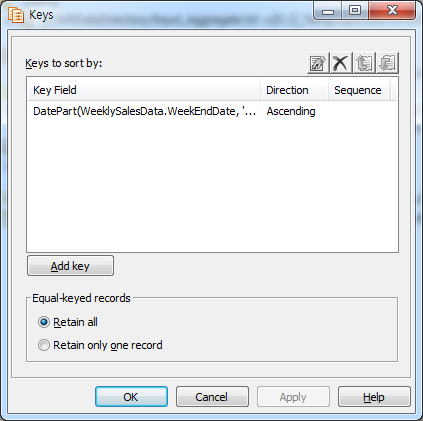 Keys
Keys to sort by:
Key Field Direction Sequence
DatePart(WeeklySalesData.WeekEndDate, '... Ascending
Add key
Equal-keyed records
Retain all
Retain only one record
OK Cancel Apply Help